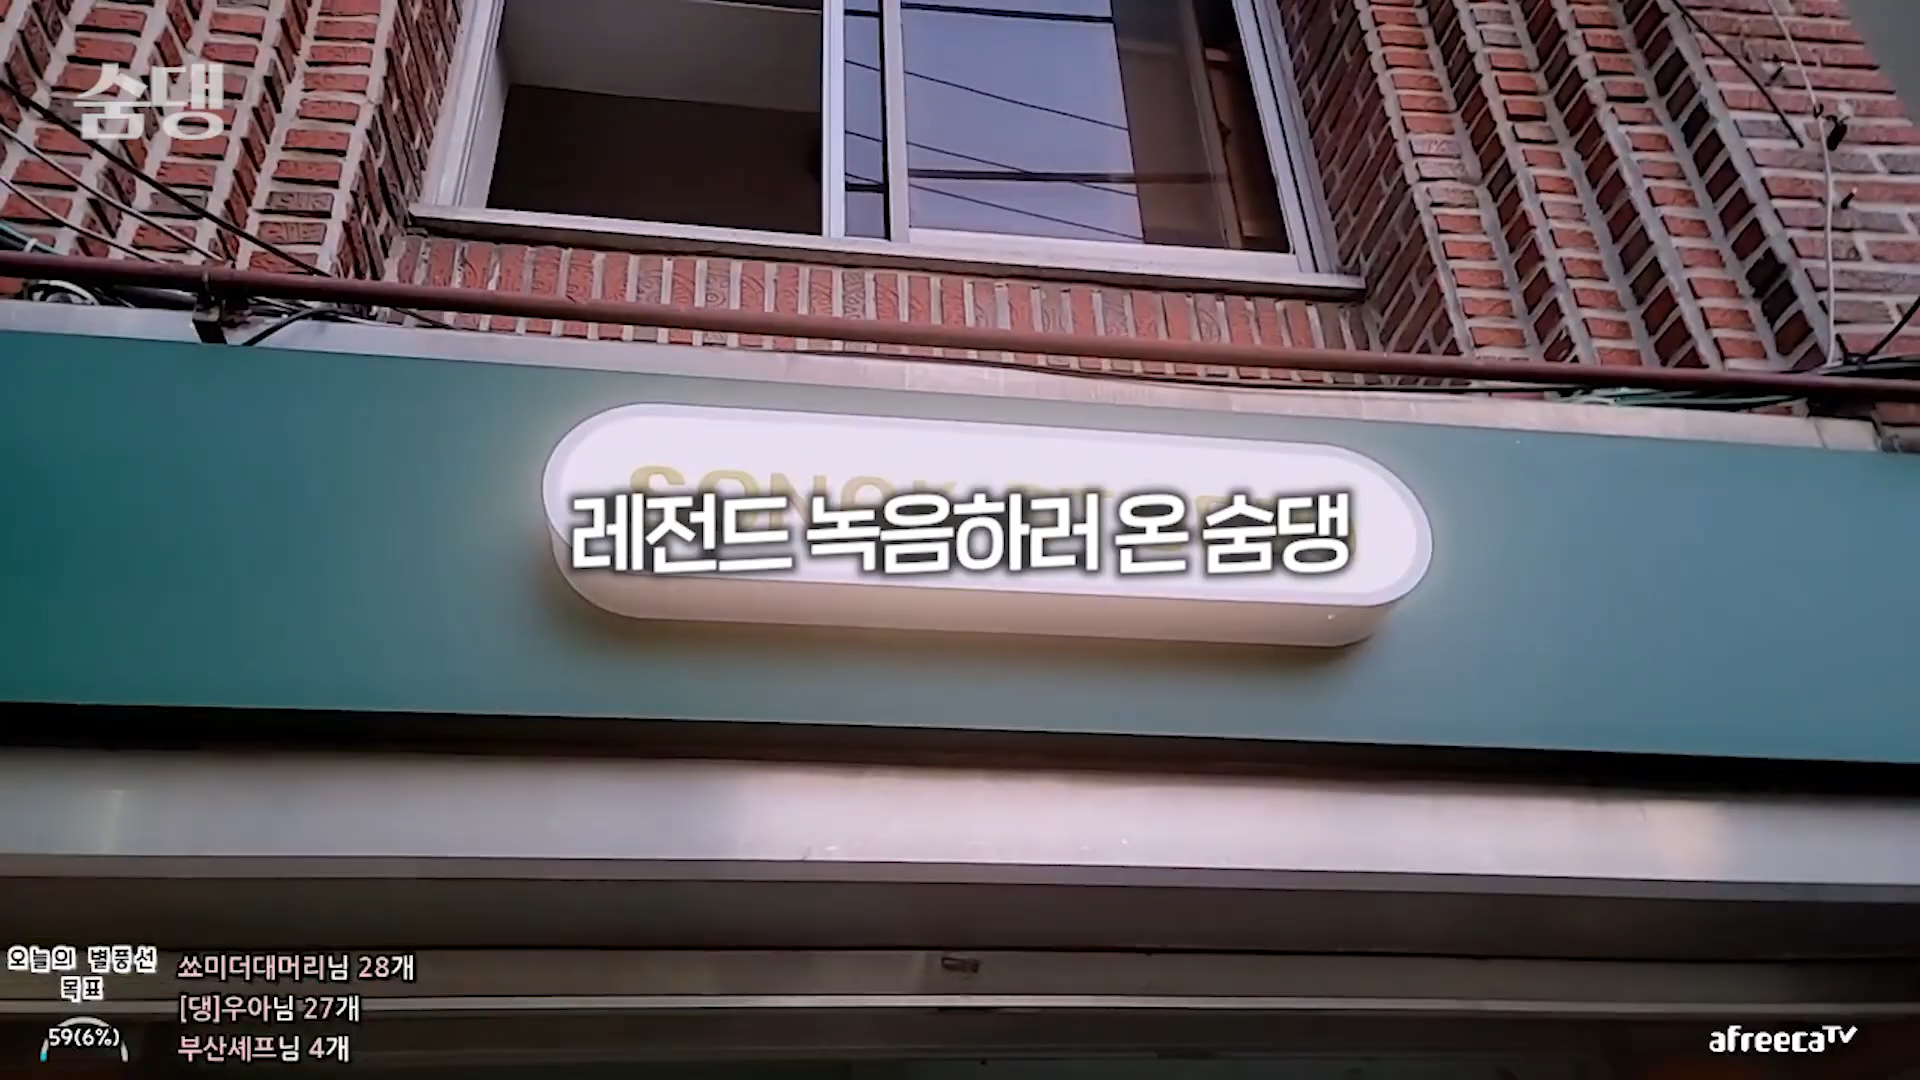 숨댕
레전드 녹음하러 온 숨댕
오늘의 별풍선
목표
59(6%)
쏘미더대머리님 28개
[댕]우아님 27개
부산셰프님 4개
afreecaTV